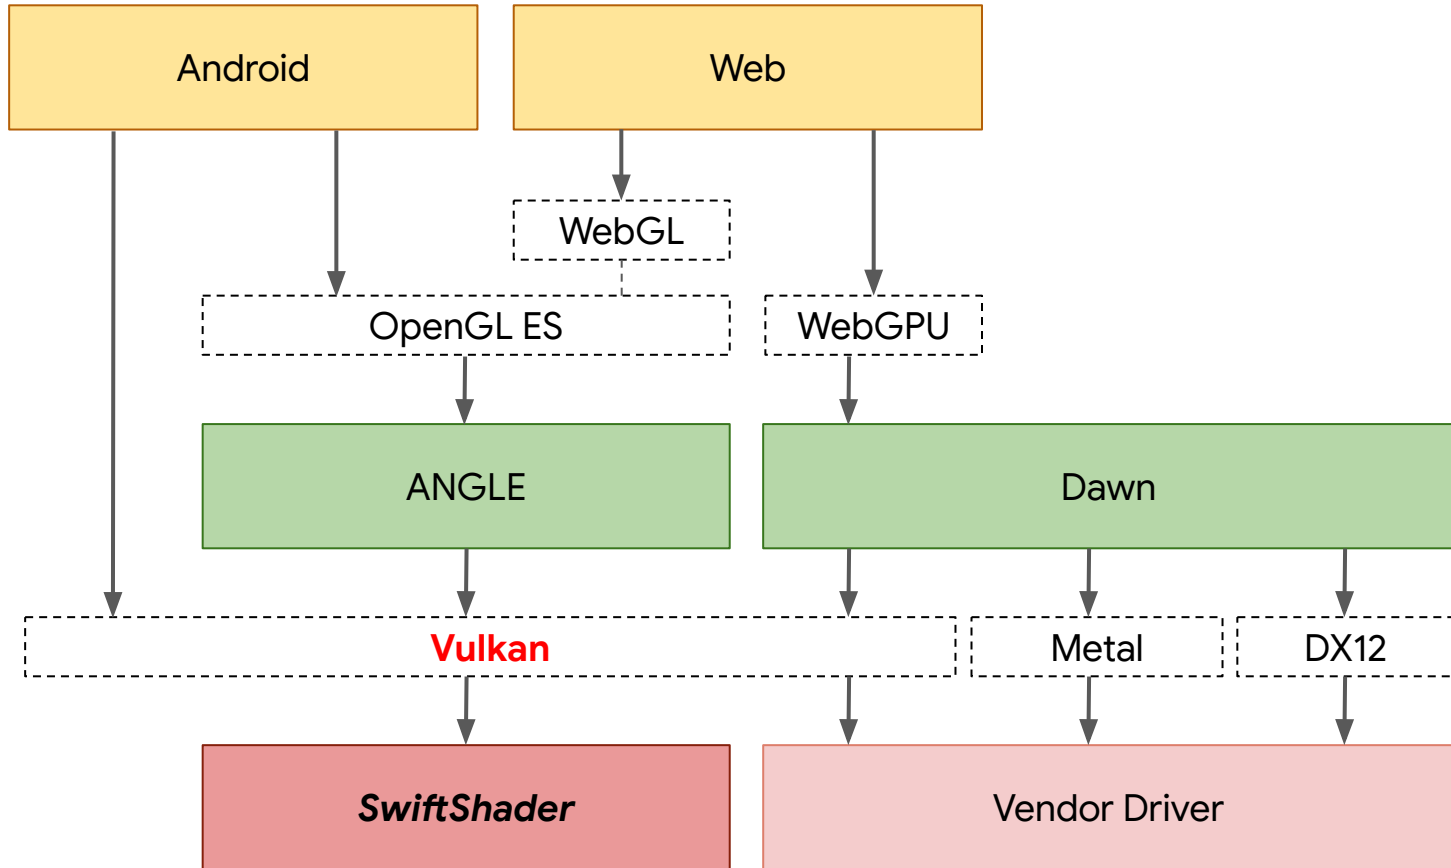 Android
Web
WebGL
OpenGL ES
WebGPU
ANGLE
Dawn
Vulkan
Metal
DX12
SwiftShader
Vendor Driver